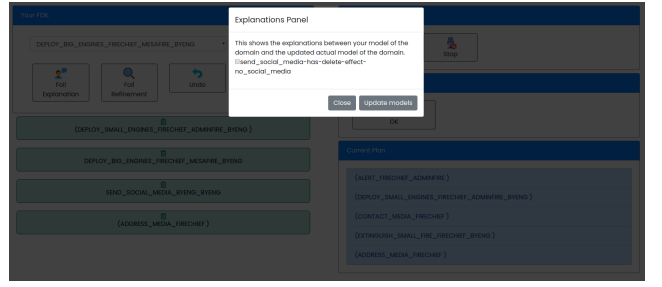 Your Foil
DEPLOY_BIG_ENGINES_FIRECHIEF_MESAFIRE_BYENG
Foil
Explanation
Foil
Refinement
Undo
(DEPLOY_SMALL_ENGINES_FIRECHIEF_ADMINFIRE_BYENG )
DEPLOY_BIG_ENGINES_FIRECHIEF_MESAFIRE_BYENG
SEND_SOCIAL_MEDIA_BYENG_BYENG
(ADDRESS_MEDIA_FIRECHIEF )
Explanations Panel
This shows the explanations between your model of the
domain and the updated actual model of the domain.
send_social_media-has-delete-effect-
no_social_media
Close
Update models
Stop
OK
Current Plan
(ALERT_FIRECHIEF_ADMINFIRE )
(DEPLOY_SMALL_ENGINES_FIRECHIEF_ADMINFIRE_BYENG )
(CONTACT_MEDIA_FIRECHIEF )
(EXTINGUISH_SMALL_FIRE_FIRECHIEF_BYENG )
(ADDRESS_MEDIA_FIRECHIEF )